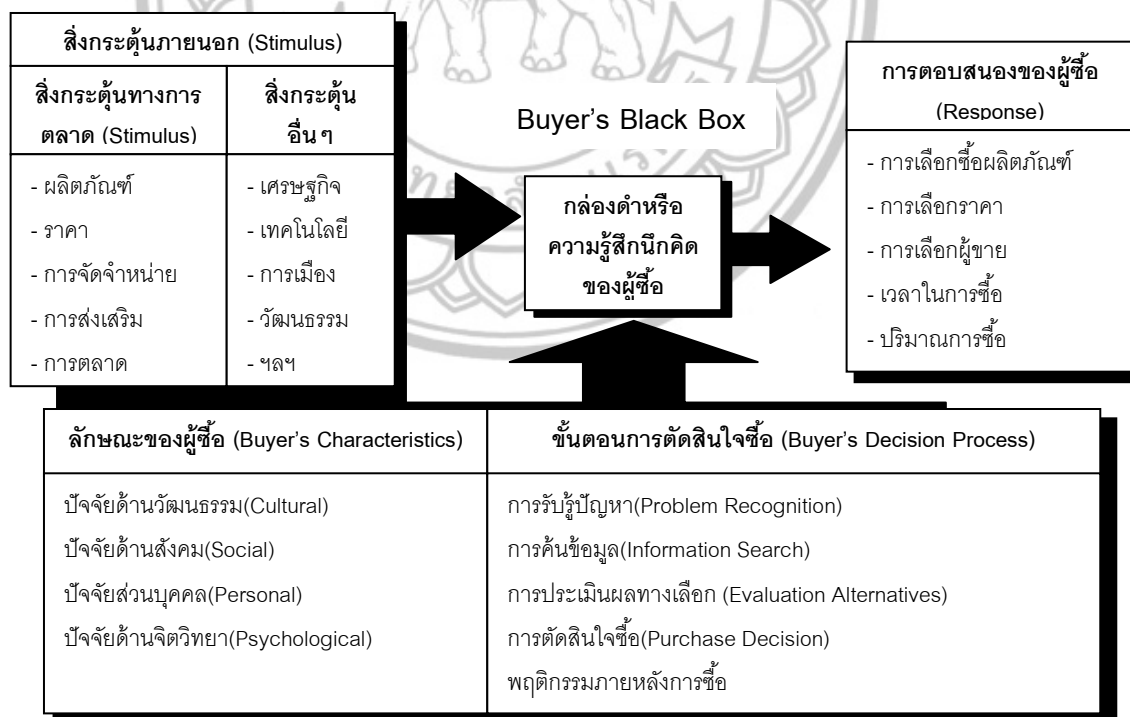 สิ่งกระตุ้นภายนอก (Stimulus)
สิ่งกระตุ้นทางการ
ตลาด (Stimulus)
- ผลิตภัณฑ์
- ราคา
- การจัดจำหน่าย
- การส่งเสริม
- การตลาด
สิ่งกระตุ้น
อื่น ๆ
- เศรษฐกิจ
- เทคโนโลยี
- การเมือง
- วัฒนธรรม
- ฯลฯ
Buyer's Black Box
กล่องดำหรือ
ความรู้สึกนึกคิด
ของผู้ซื้อ
การตอบสนองของผู้ซื้อ
(Response)
- การเลือกซื้อผลิตภัณฑ์
- การเลือกราคา
- การเลือกผู้ขาย
- เวลาในการซื้อ
- ปริมาณการซื้อ
ลักษณะของผู้ซื้อ (Buyer's Characteristics)
ปัจจัยด้านวัฒนธรรม(Cultural)
ปัจจัยด้านสังคม(Social)
ปัจจัยส่วนบุคคล(Personal)
ปัจจัยด้านจิตวิทยา(Psychological)
ขั้นตอนการตัดสินใจซื้อ (Buyer's Decision Process)
การรับรู้ปัญหา(Problem Recognition)
การค้นข้อมูล(Information Search)
การประเมินผลทางเลือก (Evaluation Alternatives)
การตัดสินใจซื้อ(Purchase Decision)
พฤติกรรมภายหลังการซื้อ